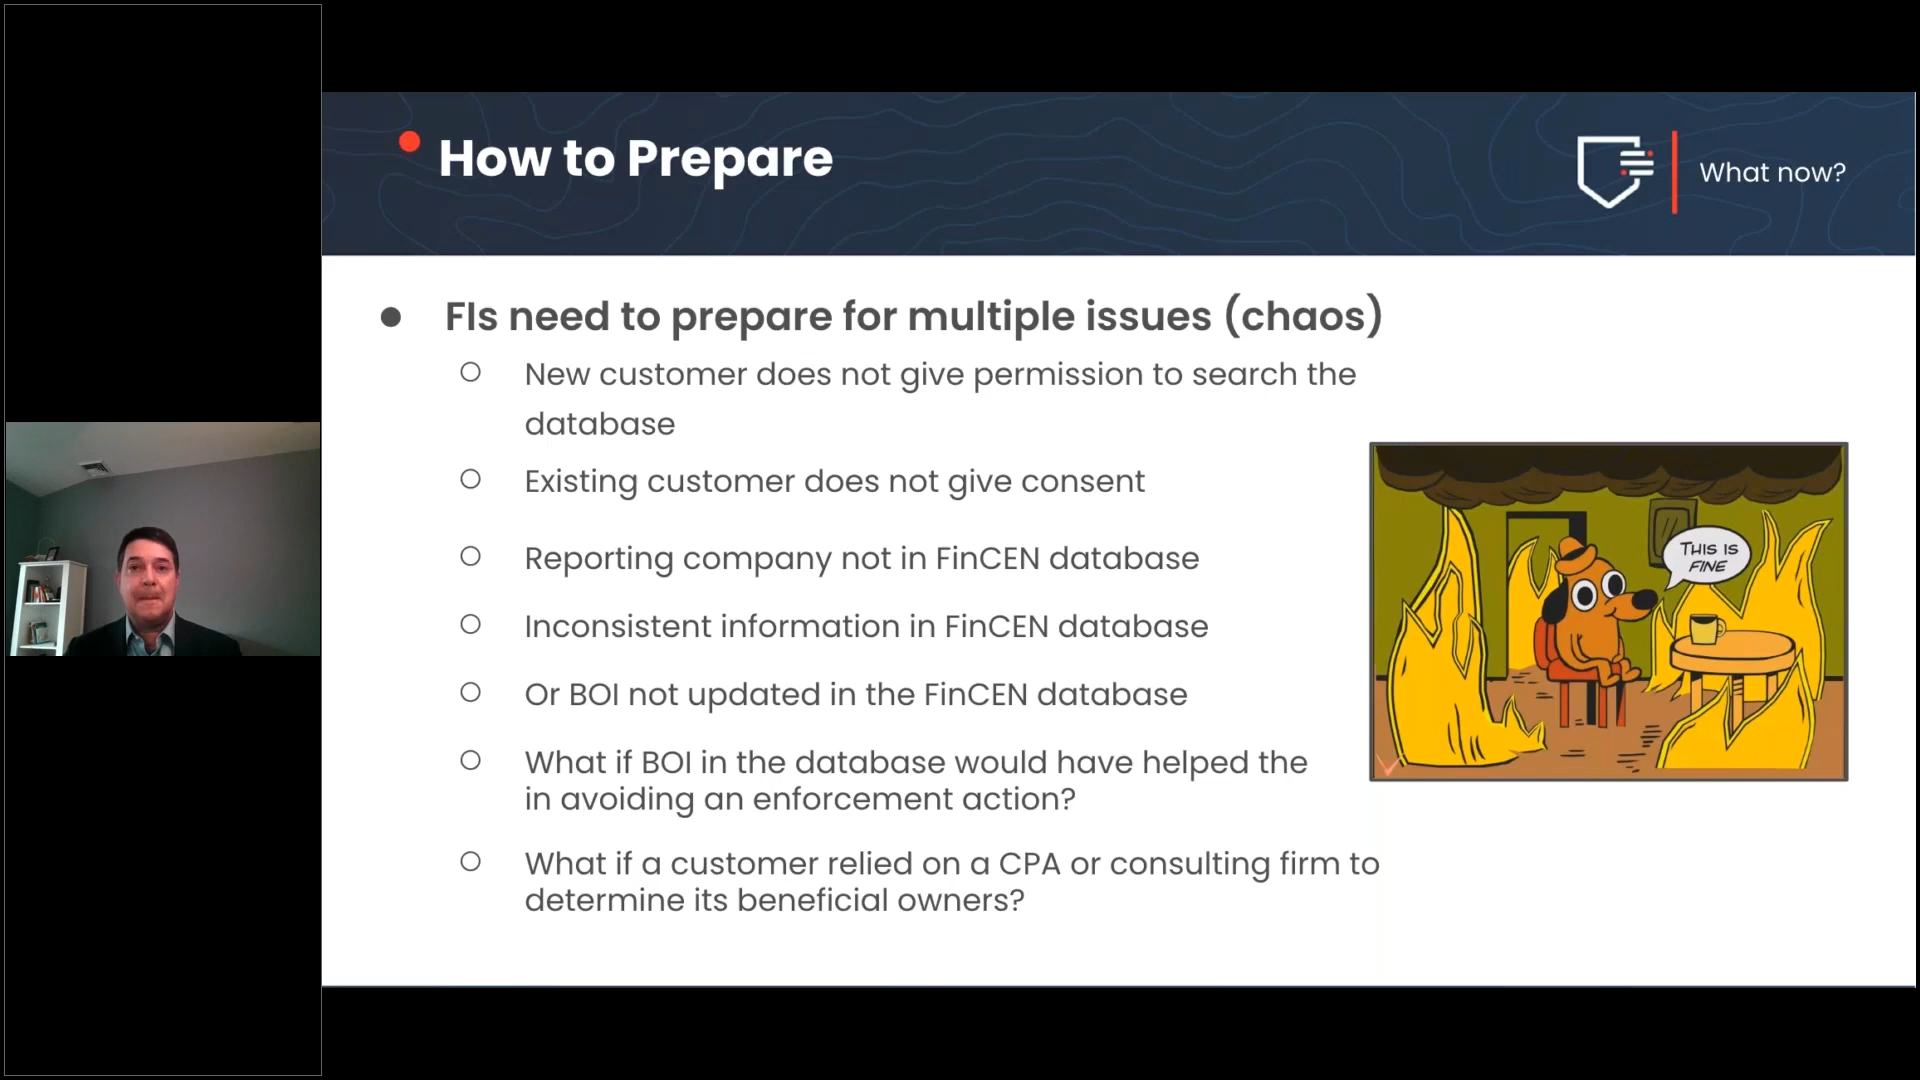 How to Prepare
What now?
FIs need to prepare for multiple issues (chaos)
New customer does not give permission to search the
database
Existing customer does not give consent
Reporting company not in FinCEN database
Inconsistent information in FinCEN database
Or BOI not updated in the FinCEN database
What if BOI in the database would have helped the
in avoiding an enforcement action?
What if a customer relied on a CPA or consulting firm to
determine its beneficial owners?
THIS IS
FINE